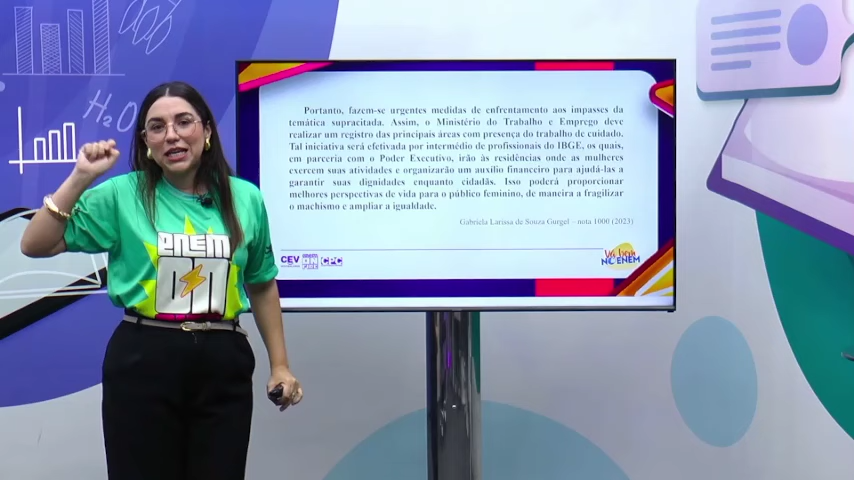 H₂O
Portanto, fazem-se urgentes medidas de enfrentamento aos impasses da
temática supracitada. Assim, o Ministério do Trabalho e Emprego deve
realizar um registro das principais áreas com presença do trabalho de cuidado.
Tal iniciativa será efetivada por intermédio de profissionais do IBGE, os quais,
em parceria com o Poder Executivo, irão às residências onde as mulheres
exercem suas atividades e organizarão um auxílio financeiro para ajudá-las a
garantir suas dignidades enquanto cidadãs. Isso poderá proporcionar
melhores perspectivas de vida para o público feminino, de maneira a fragilizar
o machismo e ampliar a igualdade.
Gabriela Larissa de Souza Gurgel – nota 1000 (2023)
CEV
CPC
Vá bem
NO ENEM
ENEM
ON